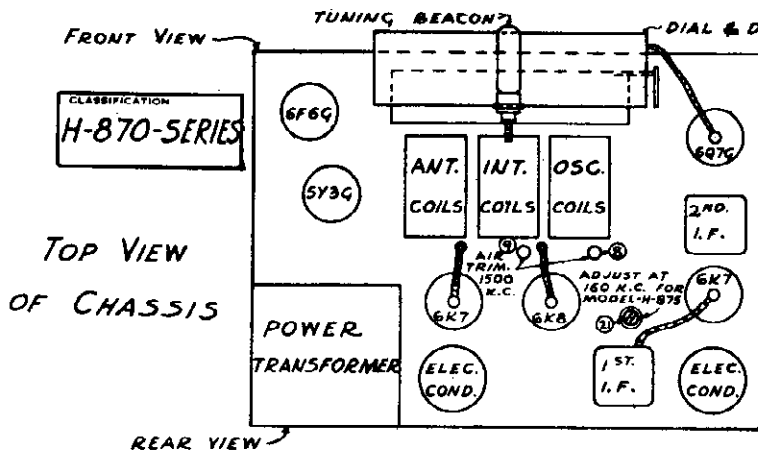 TUNING BEACON
DIAL & D
FRONT VIEW
CLASSIFICATION
H-870-SERIES
6F6G
5Y3G
6Q7G
ANT.
COILS
INT.
COILS
OSC.
COILS
2ND.
I.F.
TOP VIEW
OF CHASSIS
9
AIR
TRIM.
1500
K.C.
8
ADJUST AT
160 K.C. FOR
MODEL-H-875
6K7
6K8
21
6K7
POWER
TRANSFORMER
ELEC.
COND.
1ST.
I.F.
ELEC.
COND.
REAR VIEW